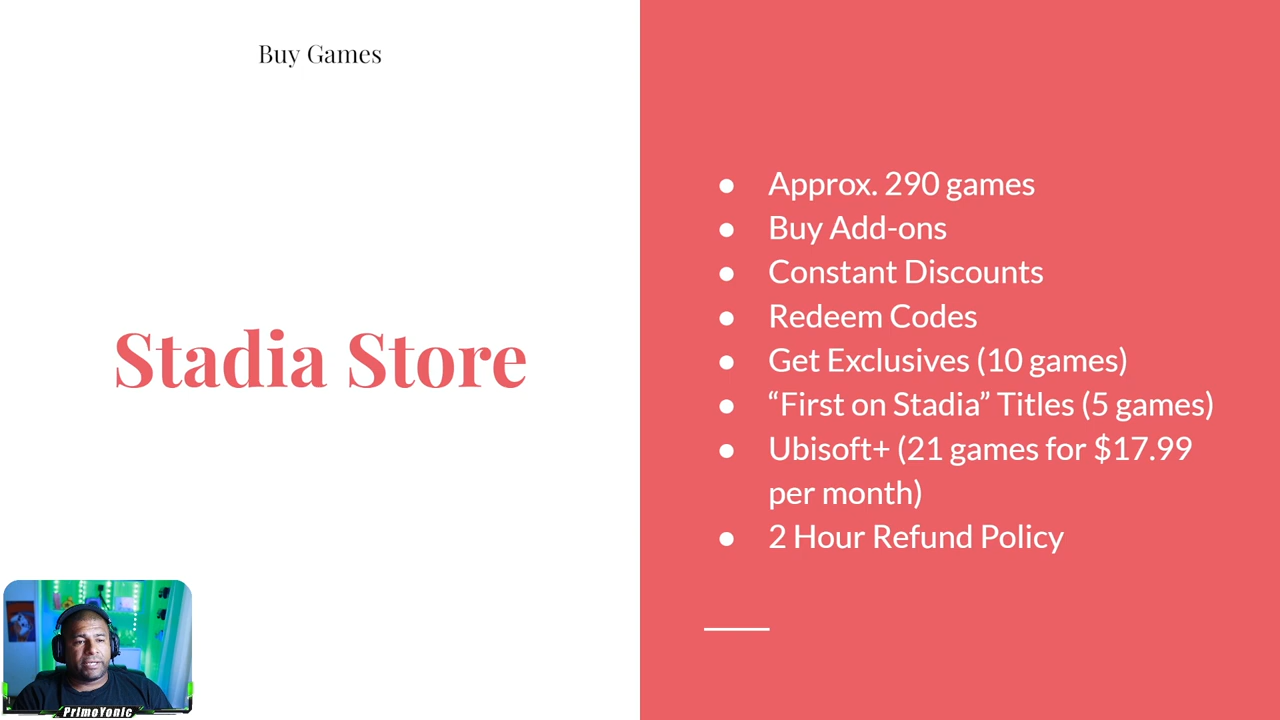 Buy Games
Stadia Store
● Approx. 290 games
● Buy Add-ons
● Constant Discounts
● Redeem Codes
● Get Exclusives (10 games)
● “First on Stadia” Titles (5 games)
● Ubisoft+ (21 games for $17.99
per month)
● 2 Hour Refund Policy
PrimoYonic